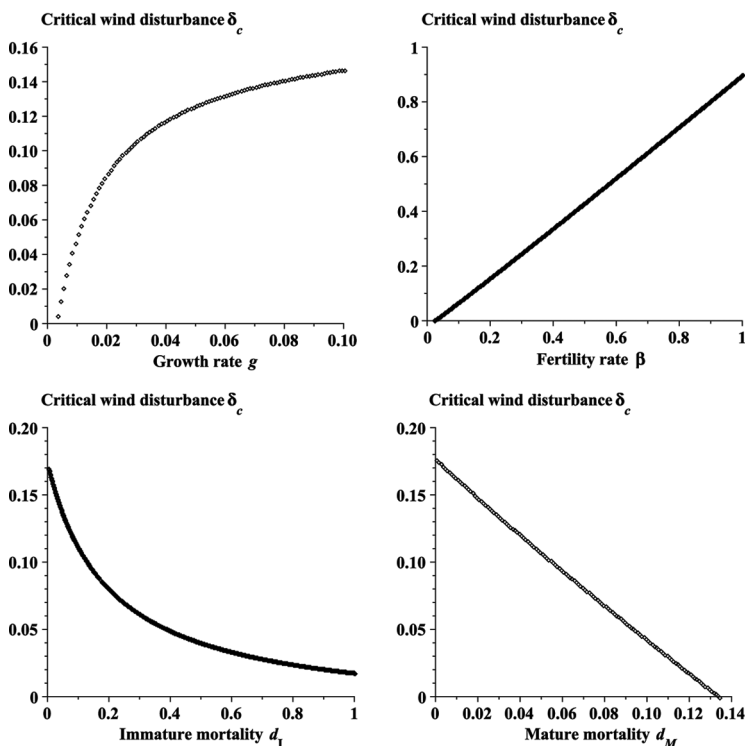 Critical wind disturbance δc
0.16
0.14
0.12
0.10
0.08
0.06
0.04
0.02
0
0 0.02 0.04 0.06 0.08 0.10
Growth rate g
Critical wind disturbance δc
1
0.8
0.6
0.4
0.2
0
0 0.2 0.4 0.6 0.8 1
Fertility rate β
Critical wind disturbance δc
0.20
0.15
0.10
0.05
0
0 0.2 0.4 0.6 0.8 1
Immature mortality dI
Critical wind disturbance δc
0.20
0.15
0.10
0.05
0
0 0.02 0.04 0.06 0.08 0.10 0.12 0.14
Mature mortality dM